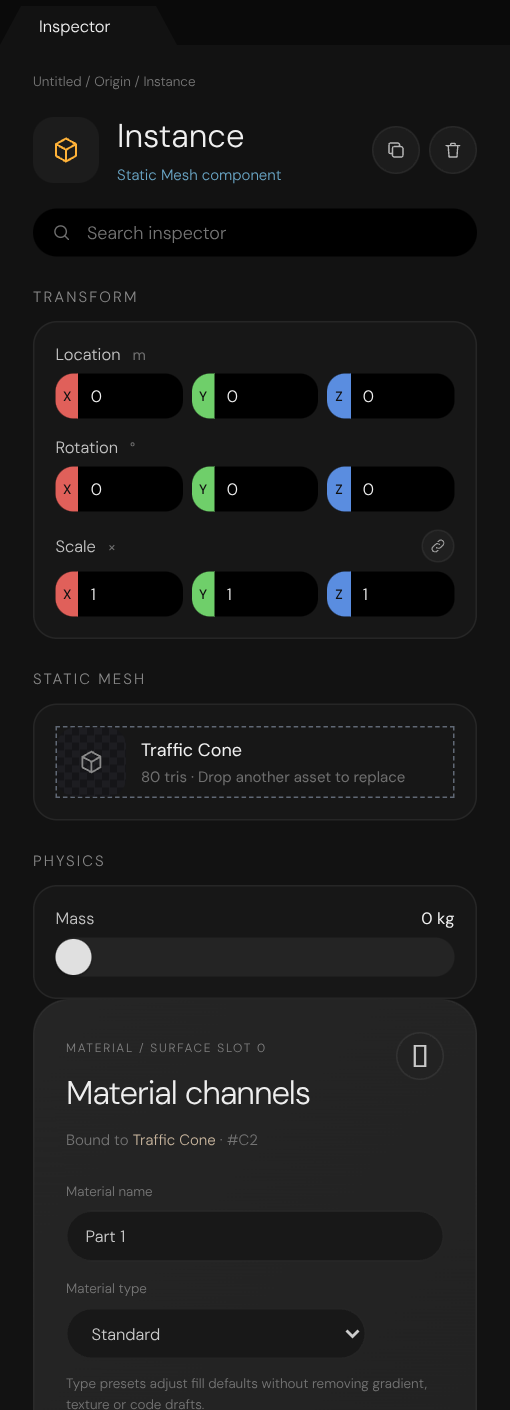 Inspector
Untitled / Origin / Instance
Instance
Static Mesh component
Search inspector
TRANSFORM
Location m
X 0 Y 0 Z 0
Rotation °
X 0 Y 0 Z 0
Scale ×
X 1 Y 1 Z 1
STATIC MESH
Traffic Cone
80 tris · Drop another asset to replace
PHYSICS
Mass 0 kg
MATERIAL / SURFACE SLOT 0
Material channels
Bound to Traffic Cone · #C2
Material name
Part 1
Material type
Standard
Type presets adjust fill defaults without removing gradient,
texture or code drafts.